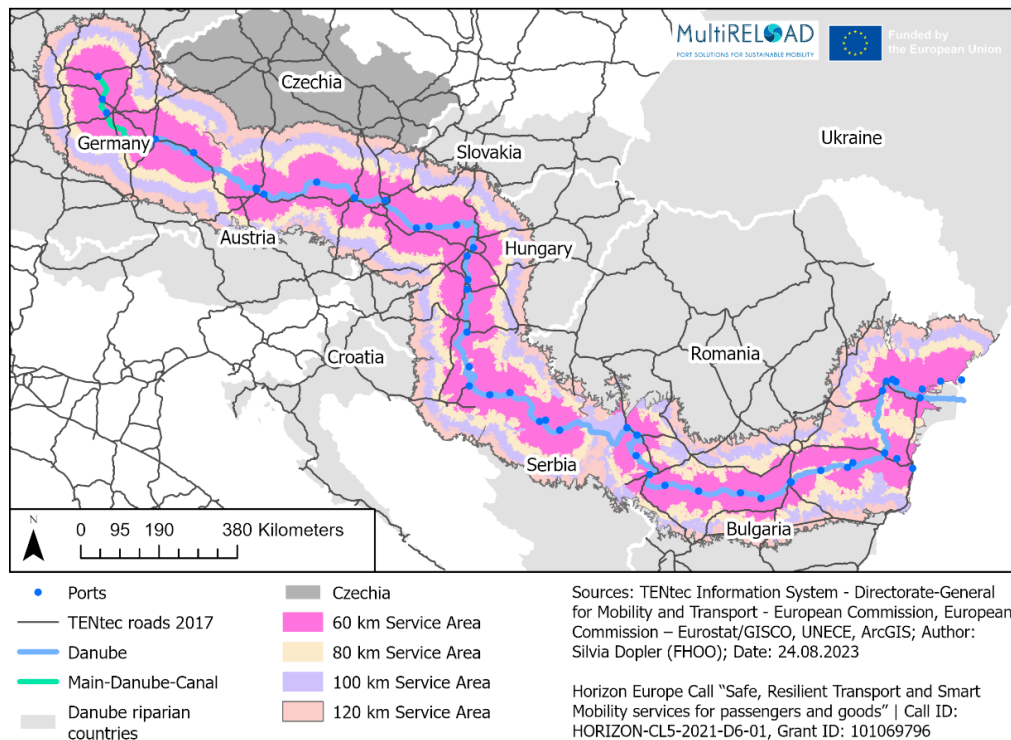 MultiRELOAD
PORT SOLUTIONS FOR SUSTAINABLE MOBILITY
Funded by
the European Union
Czechia
Ukraine
Germany
Slovakia
Austria
Hungary
Croatia
Romania
Serbia
Bulgaria
N
0 95 190 380 Kilometers
Ports
TENtec roads 2017
Danube
Main-Danube-Canal
Danube riparian
countries
Czechia
60 km Service Area
80 km Service Area
100 km Service Area
120 km Service Area
Sources: TENtec Information System - Directorate-General
for Mobility and Transport - European Commission, European
Commission – Eurostat/GISCO, UNECE, ArcGIS; Author:
Silvia Dopler (FHOO); Date: 24.08.2023
Horizon Europe Call “Safe, Resilient Transport and Smart
Mobility services for passengers and goods” | Call ID:
HORIZON-CL5-2021-D6-01, Grant ID: 101069796